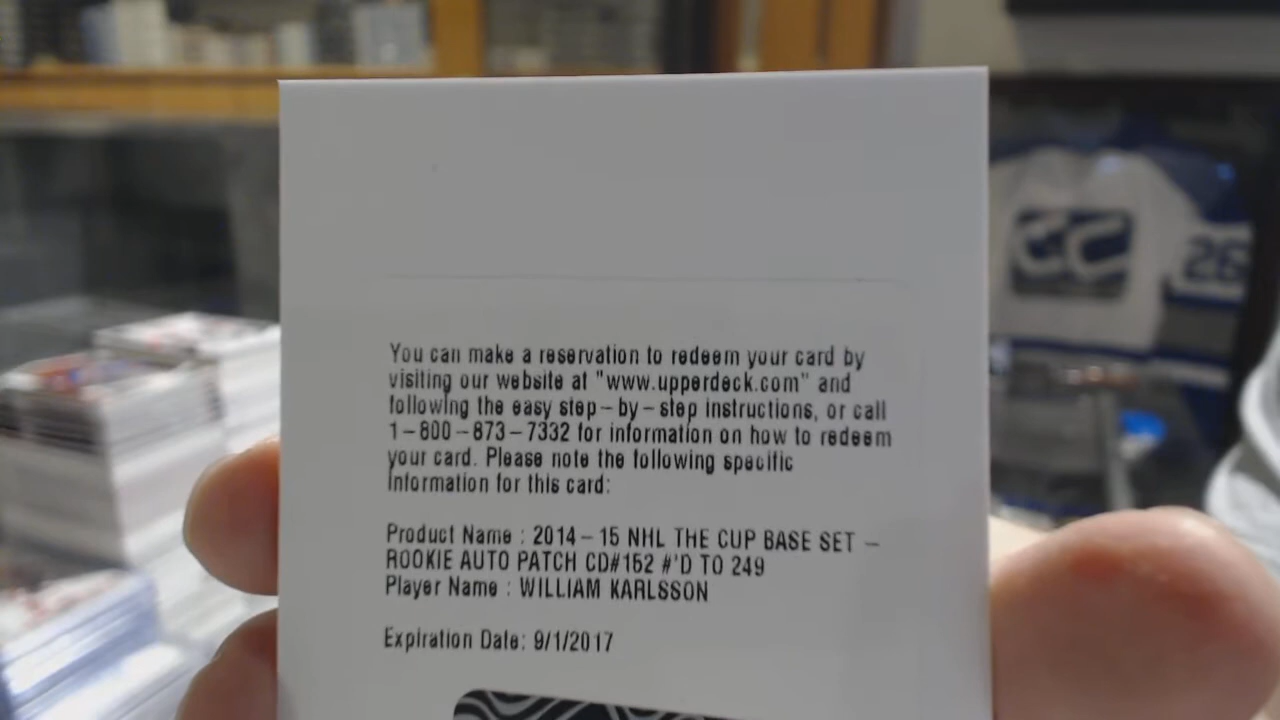 You can make a reservation to redeem your card by
visiting our website at "www.upperdeck.com" and
following the easy step-by-step instructions, or call
1-800-873-7332 for information on how to redeem
your card. Please note the following specific
information for this card:
Product Name : 2014-15 NHL THE CUP BASE SET -
ROOKIE AUTO PATCH CD#152 #'D TO 249
Player Name : WILLIAM KARLSSON
Expiration Date: 9/1/2017
CC
26